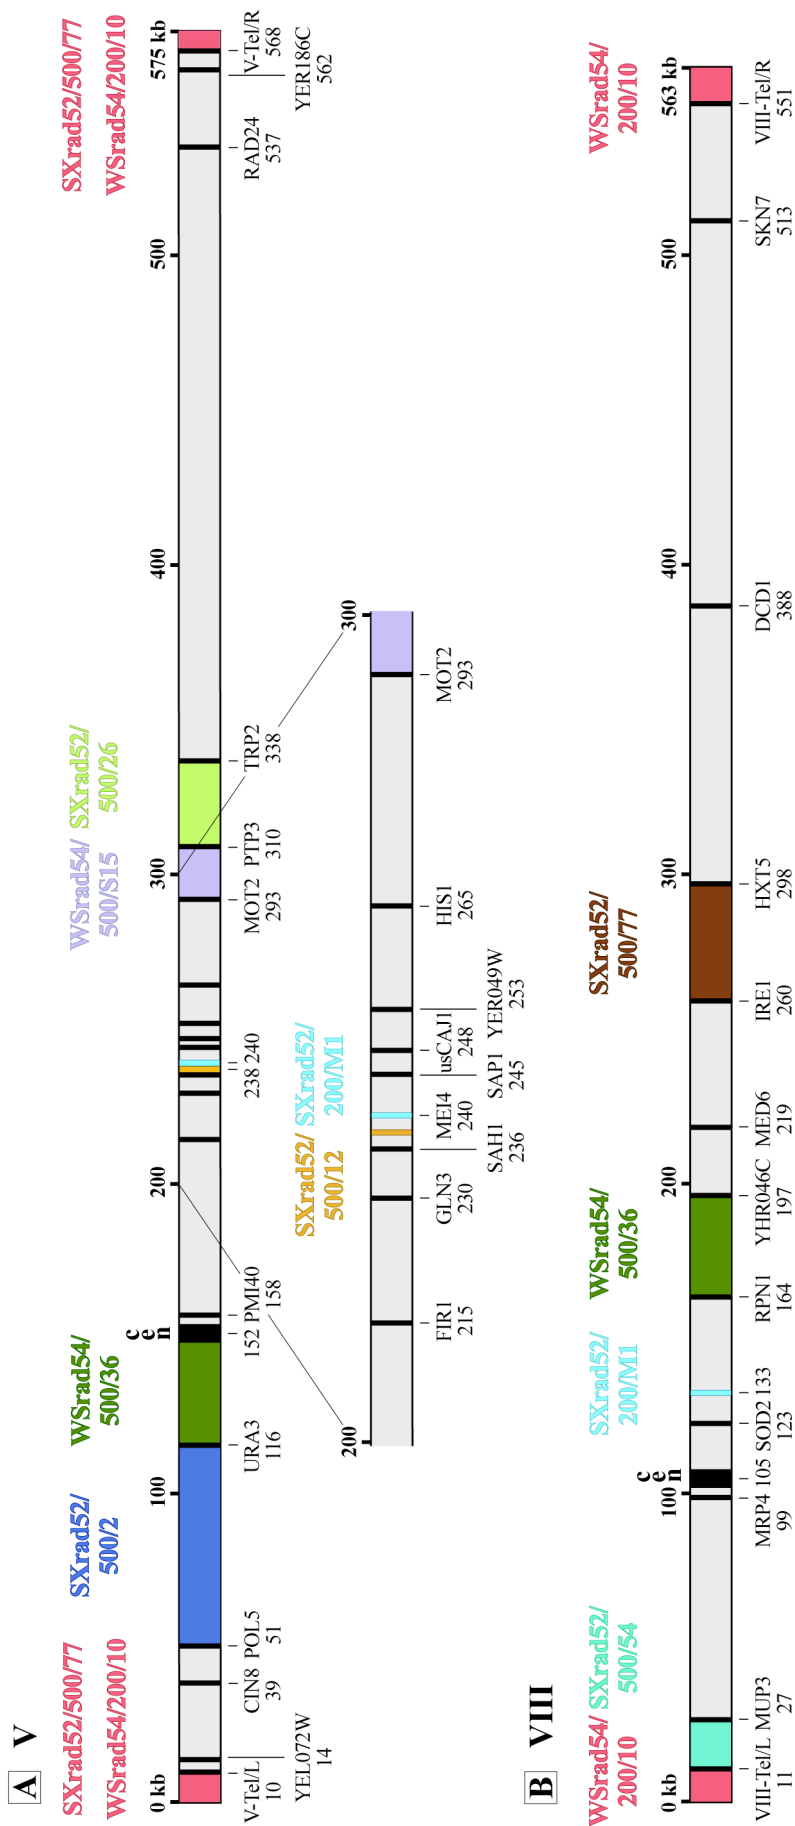 A V
SXrad52/500/77
WSrad54/200/10
SXrad52/
500/2
WSrad54/
500/36
WSrad54/
500/S15
SXrad52/
500/26
SXrad52/500/77
WSrad54/200/10
0 kb
100
cen
200
300
400
500
575 kb
V-Tel/L
10
YEL072W
14
CIN8
39
POL5
51
URA3
116
152
PMI40
158
238
240
MOT2
293
PTP3
310
TRP2
338
RAD24
537
YER186C
562
V-Tel/R
568
SXrad52/
500/12
SXrad52/
200/M1
200
300
FIR1
215
GLN3
230
SAH1
236
MEI4
240
SAP1
245
usCAJ1
248
YER049W
253
HIS1
265
MOT2
293
B VIII
WSrad54/
200/10
SXrad52/
500/54
SXrad52/
200/M1
WSrad54/
500/36
SXrad52/
500/77
WSrad54/
200/10
0 kb
100
cen
200
300
400
500
563 kb
VIII-Tel/L
11
MUP3
27
MRP4
99
105
SOD2
123
133
RPN1
164
YHR046C
197
MED6
219
IRE1
260
HXT5
298
DCD1
388
SKN7
513
VIII-Tel/R
551